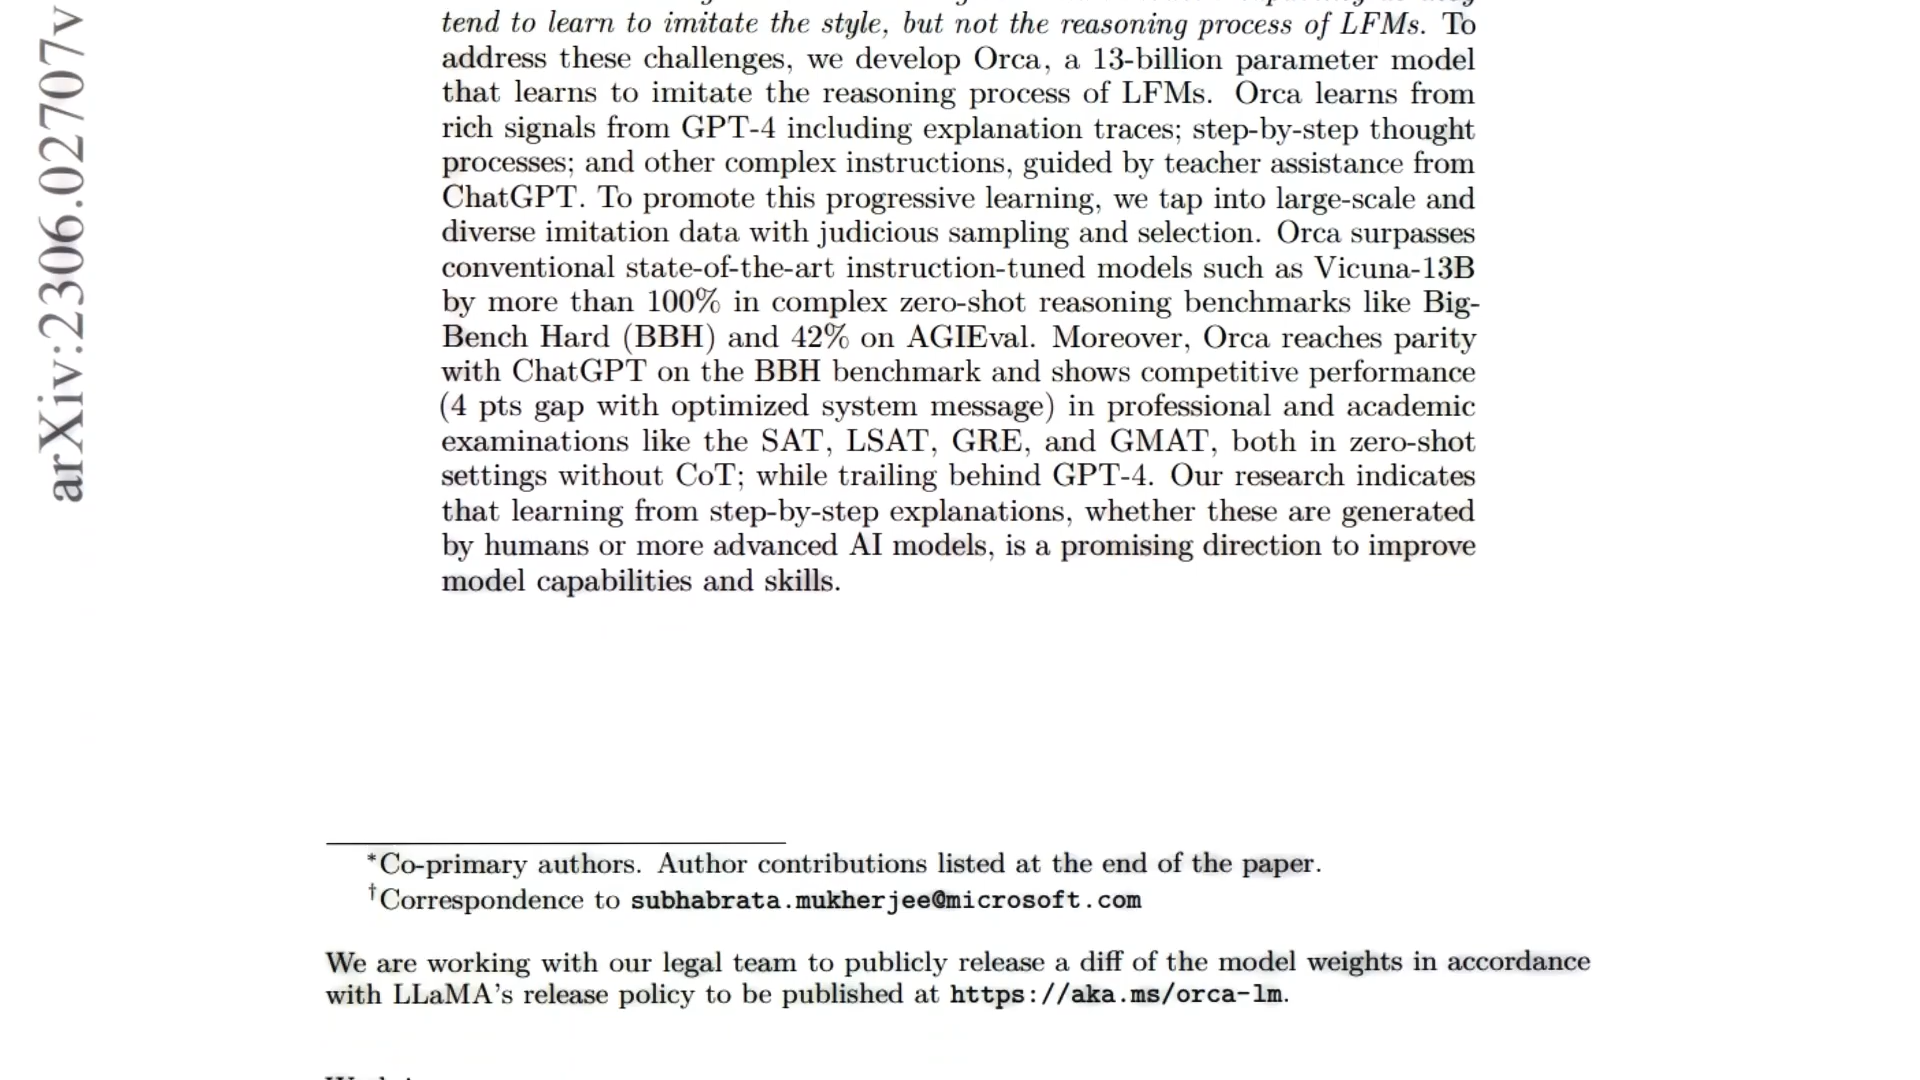 arXiv:2306.02707v
tend to learn to imitate the style, but not the reasoning process of LFMs. To
address these challenges, we develop Orca, a 13-billion parameter model
that learns to imitate the reasoning process of LFMs. Orca learns from
rich signals from GPT-4 including explanation traces; step-by-step thought
processes; and other complex instructions, guided by teacher assistance from
ChatGPT. To promote this progressive learning, we tap into large-scale and
diverse imitation data with judicious sampling and selection. Orca surpasses
conventional state-of-the-art instruction-tuned models such as Vicuna-13B
by more than 100% in complex zero-shot reasoning benchmarks like Big-
Bench Hard (BBH) and 42% on AGIEval. Moreover, Orca reaches parity
with ChatGPT on the BBH benchmark and shows competitive performance
(4 pts gap with optimized system message) in professional and academic
examinations like the SAT, LSAT, GRE, and GMAT, both in zero-shot
settings without CoT; while trailing behind GPT-4. Our research indicates
that learning from step-by-step explanations, whether these are generated
by humans or more advanced AI models, is a promising direction to improve
model capabilities and skills.
*Co-primary authors. Author contributions listed at the end of the paper.
†Correspondence to subhabrata.mukherjee@microsoft.com
We are working with our legal team to publicly release a diff of the model weights in accordance
with LLaMA's release policy to be published at https://aka.ms/orca-lm.